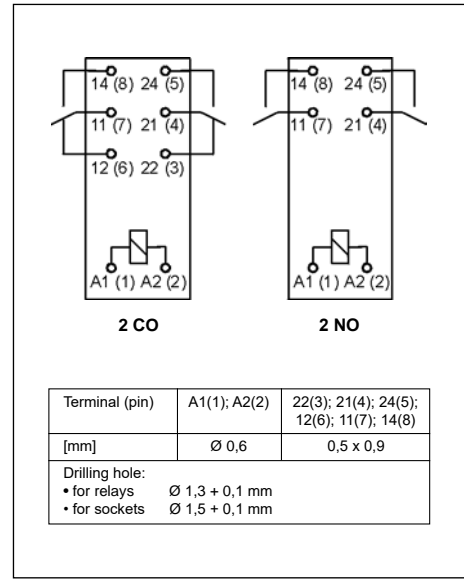 14 (8) 24 (5)
11 (7) 21 (4)
12 (6) 22 (3)
A1 (1) A2 (2)
2 CO
14 (8) 24 (5)
11 (7) 21 (4)
A1 (1) A2 (2)
2 NO
Terminal (pin) A1(1); A2(2) 22(3); 21(4); 24(5);
12(6); 11(7); 14(8)
[mm] Ø 0,6 0,5 x 0,9
Drilling hole:
• for relays Ø 1,3 + 0,1 mm
• for sockets Ø 1,5 + 0,1 mm